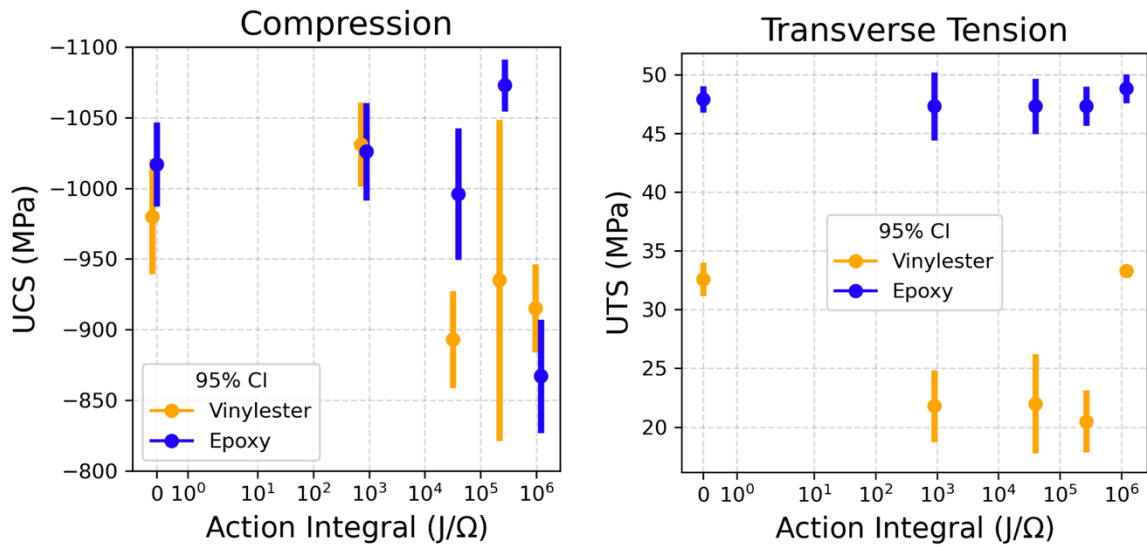 Compression
UCS (MPa)
−1100
−1050
−1000
−950
−900
−850
−800
95% CI
Vinylester
Epoxy
0 10⁰ 10¹ 10² 10³ 10⁴ 10⁵ 10⁶
Action Integral (J/Ω)
Transverse Tension
UTS (MPa)
50
45
40
35
30
25
20
95% CI
Vinylester
Epoxy
0 10⁰ 10¹ 10² 10³ 10⁴ 10⁵ 10⁶
Action Integral (J/Ω)